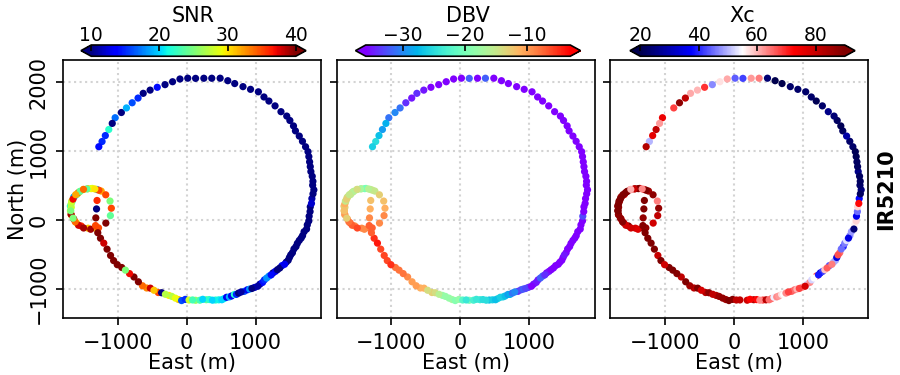 SNR DBV Xc
10 20 30 40 −30 −20 −10 20 40 60 80
2000
1000
0
−1000
North (m)
IR5210
−1000 0 1000 −1000 0 1000 −1000 0 1000
East (m) East (m) East (m)